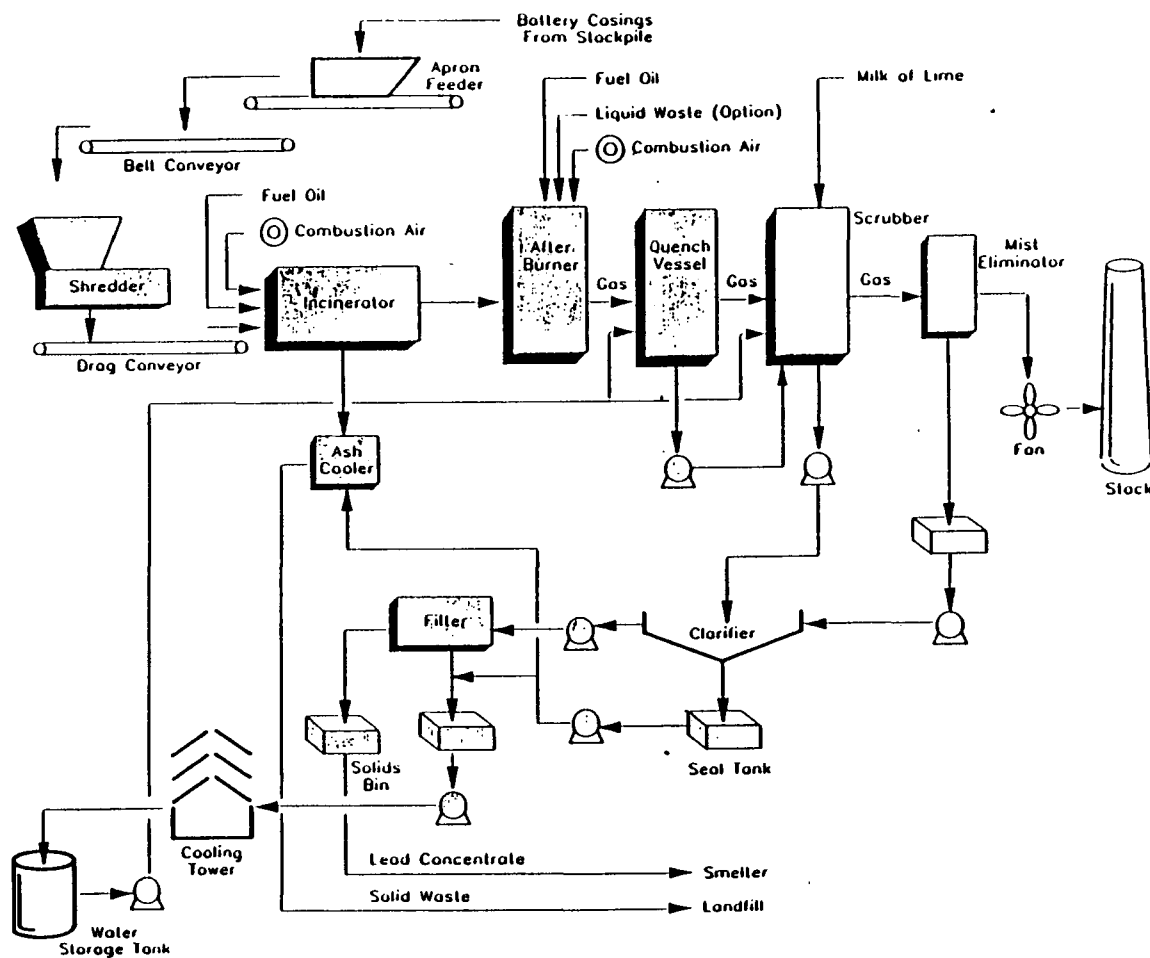 Battery Casings
From Stockpile
Apron
Feeder
Fuel Oil
Milk of Lime
Liquid Waste (Option)
Combustion Air
Belt Conveyor
Fuel Oil
Combustion Air
Scrubber
After
Burner
Quench
Vessel
Mist
Eliminator
Shredder
Incinerator
Gas
Gas
Gas
Drag Conveyor
Fan
Ash
Cooler
Stack
Filter
Clarifier
Solids
Bin
Seal Tank
Cooling
Tower
Lead Concentrate
Smelter
Solid Waste
Landfill
Water
Storage Tank